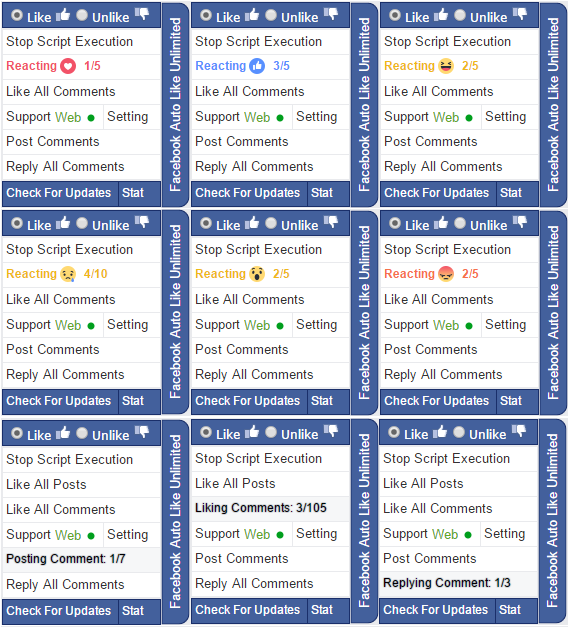 Like Unlike
Stop Script Execution
Reacting 1/5
Like All Comments
Support Web Setting
Post Comments
Reply All Comments
Check For Updates Stat
Facebook Auto Like Unlimited
Like Unlike
Stop Script Execution
Reacting 3/5
Like All Comments
Support Web Setting
Post Comments
Reply All Comments
Check For Updates Stat
Facebook Auto Like Unlimited
Like Unlike
Stop Script Execution
Reacting 2/5
Like All Comments
Support Web Setting
Post Comments
Reply All Comments
Check For Updates Stat
Facebook Auto Like Unlimited
Like Unlike
Stop Script Execution
Reacting 4/10
Like All Comments
Support Web Setting
Post Comments
Reply All Comments
Check For Updates Stat
Facebook Auto Like Unlimited
Like Unlike
Stop Script Execution
Reacting 2/5
Like All Comments
Support Web Setting
Post Comments
Reply All Comments
Check For Updates Stat
Facebook Auto Like Unlimited
Like Unlike
Stop Script Execution
Reacting 2/5
Like All Comments
Support Web Setting
Post Comments
Reply All Comments
Check For Updates Stat
Facebook Auto Like Unlimited
Like Unlike
Stop Script Execution
Like All Posts
Like All Comments
Support Web Setting
Posting Comment: 1/7
Reply All Comments
Check For Updates Stat
Facebook Auto Like Unlimited
Like Unlike
Stop Script Execution
Like All Posts
Liking Comments: 3/105
Support Web Setting
Post Comments
Reply All Comments
Check For Updates Stat
Facebook Auto Like Unlimited
Like Unlike
Stop Script Execution
Like All Posts
Like All Comments
Support Web Setting
Post Comments
Replying Comment: 1/3
Check For Updates Stat
Facebook Auto Like Unlimited